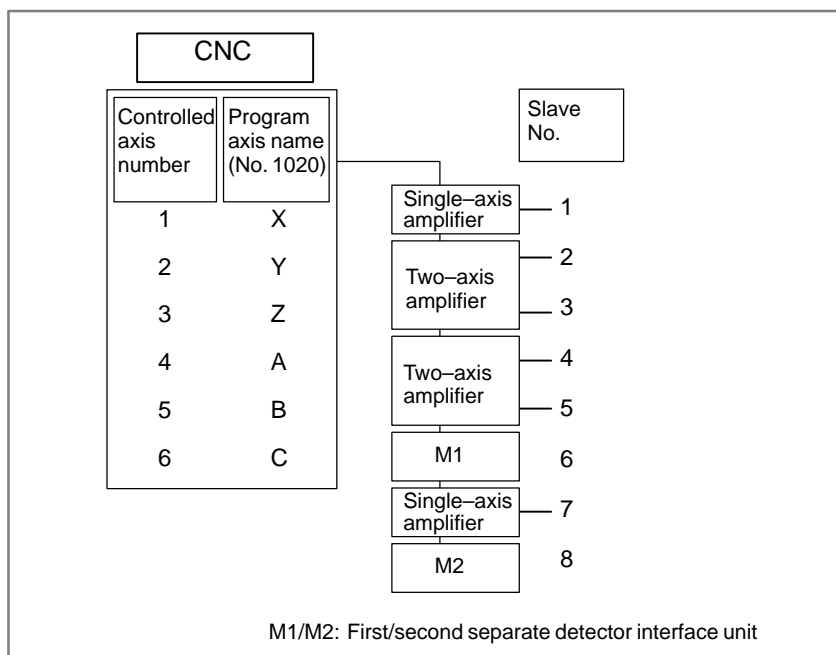 CNC
Controlled
axis
number
Program
axis name
(No. 1020)
1 X
2 Y
3 Z
4 A
5 B
6 C
Slave
No.
Single–axis
amplifier
1
Two–axis
amplifier
2
3
Two–axis
amplifier
4
5
M1
6
Single–axis
amplifier
7
M2
8
M1/M2: First/second separate detector interface unit